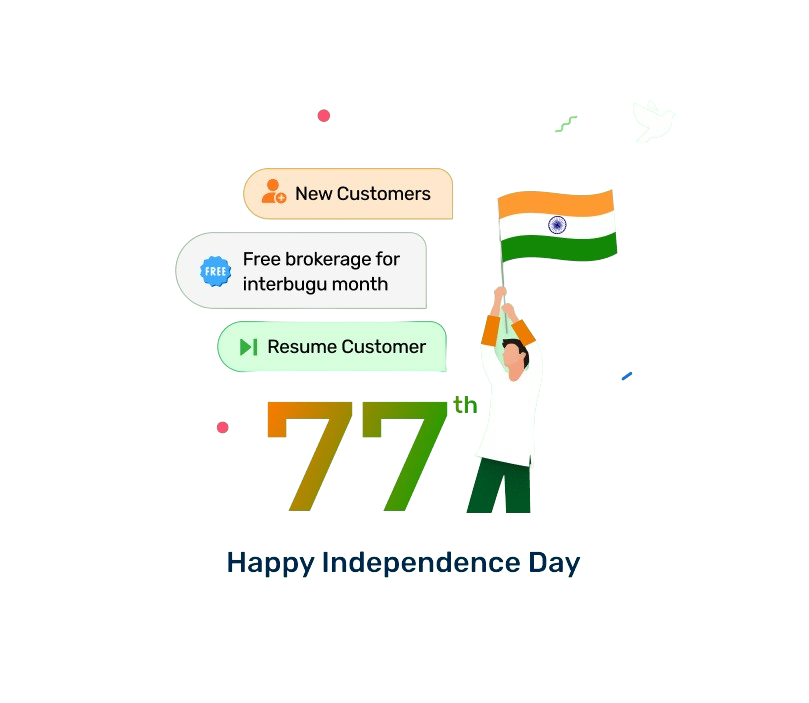 New Customers
FREE
Free brokerage for
interbugu month
Resume Customer
77th
Happy Independence Day